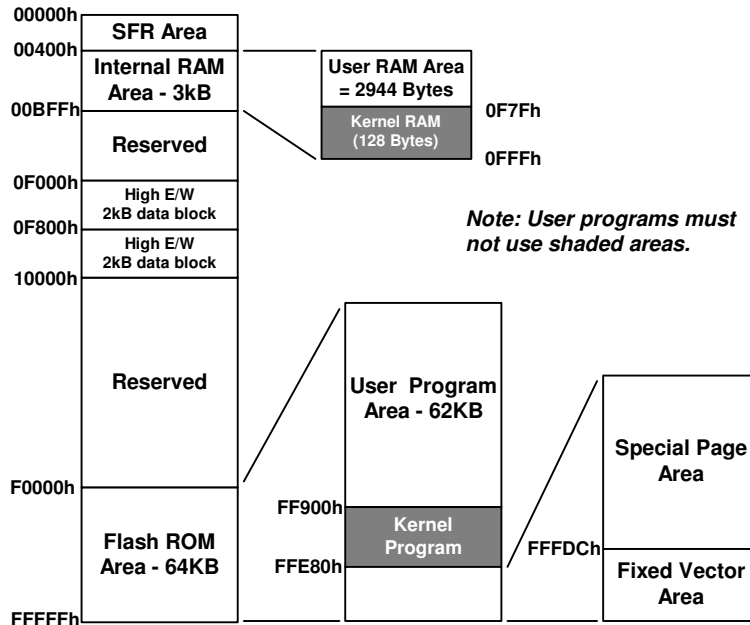 00000h
SFR Area
00400h
Internal RAM
Area - 3kB
00BFFh
Reserved
0F000h
High E/W
2kB data block
0F800h
High E/W
2kB data block
10000h
Reserved
F0000h
Flash ROM
Area - 64KB
FFFFFh
User RAM Area
= 2944 Bytes
0F7Fh
Kernel RAM
(128 Bytes)
0FFFh
Note: User programs must
not use shaded areas.
User Program
Area - 62KB
FF900h
Kernel
Program
FFE80h
Special Page
Area
FFFDCh
Fixed Vector
Area